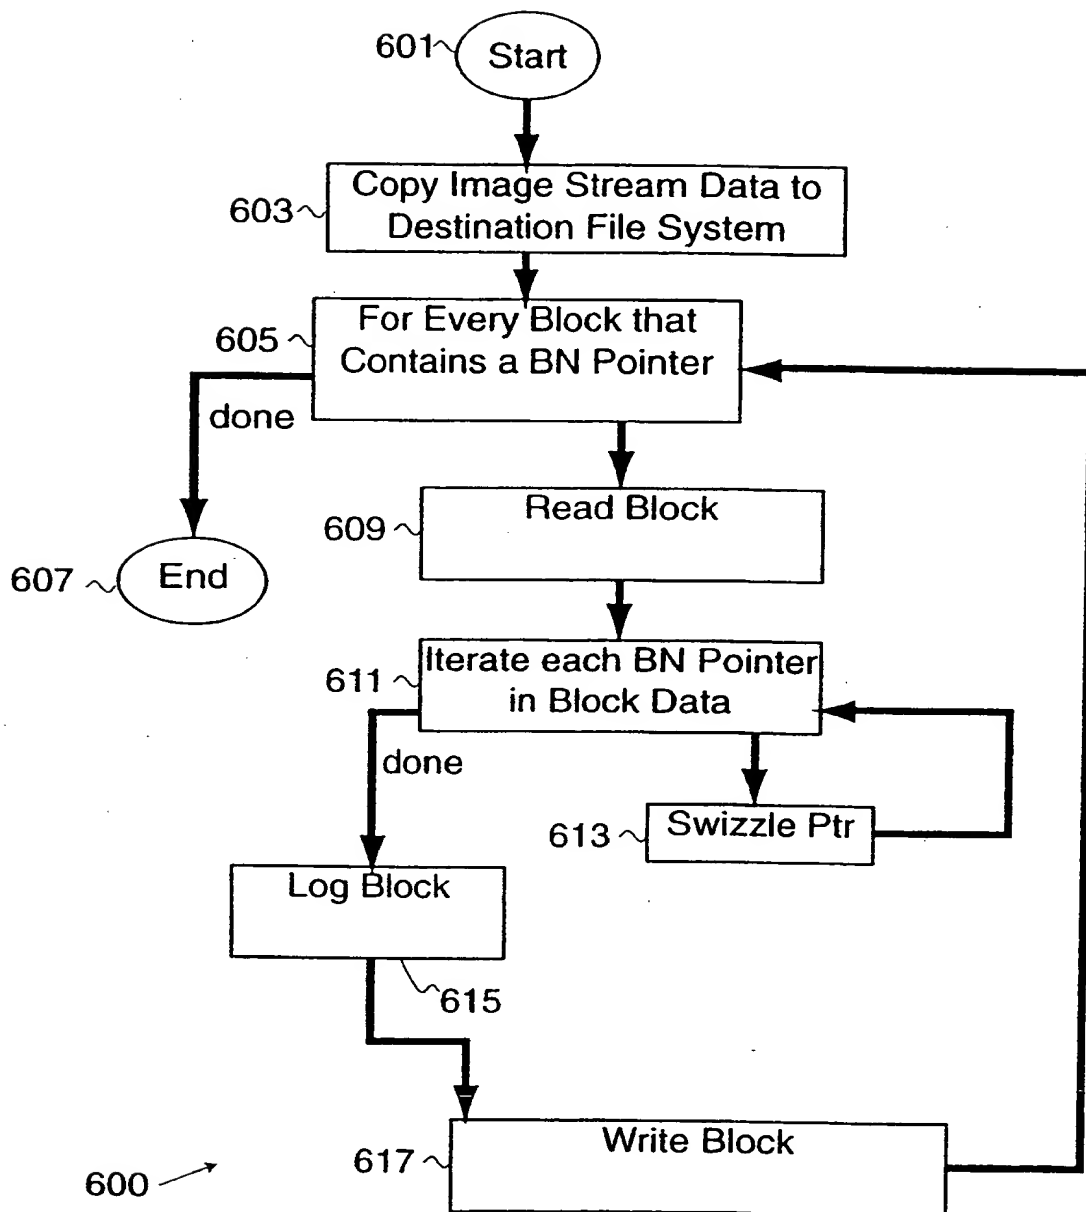 601
Start
Copy Image Stream Data to
Destination File System
603
For Every Block that
Contains a BN Pointer
605
done
Read Block
609
End
607
Iterate each BN Pointer
in Block Data
611
done
Swizzle Ptr
613
Log Block
615
Write Block
617
600